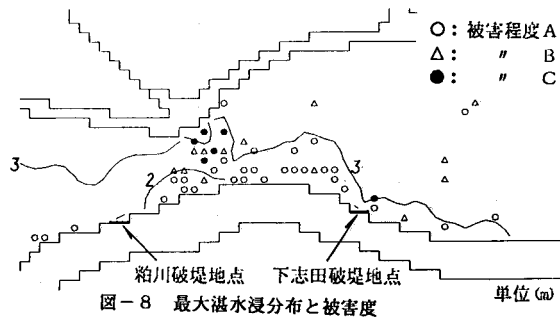 ○：被害程度A
△：　〃　B
●：　〃　C
3
2
3
粕川破堤地点　下志田破堤地点
図－8　最大湛水浸分布と被害度
単位(m)